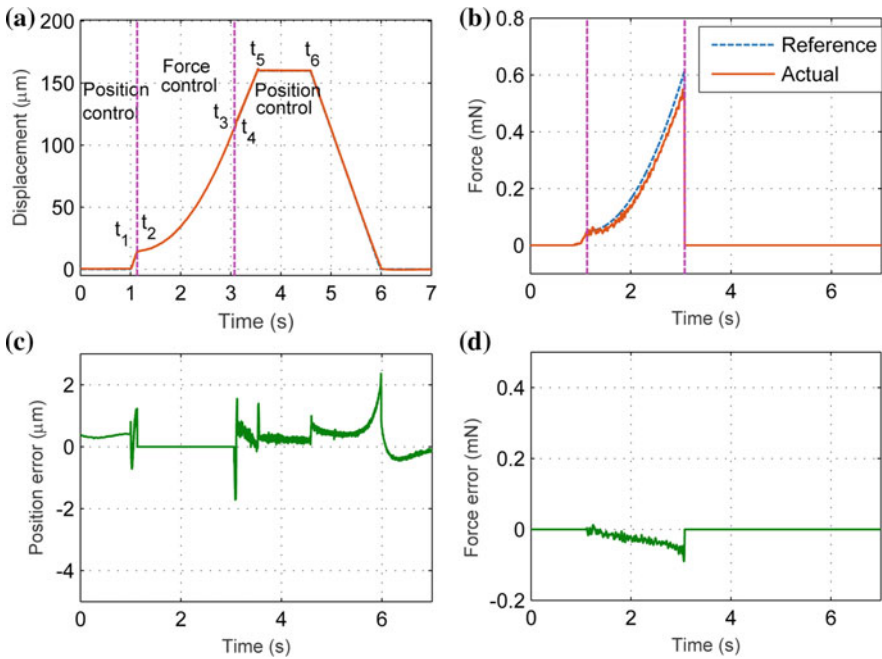 (a)
200
150
100
50
0
Displacement (μm)
Position
control
Force
control
Position
control
t1
t2
t3
t4
t5
t6
0 1 2 3 4 5 6 7
Time (s)
(b)
0.8
0.6
0.4
0.2
0
Force (mN)
Reference
Actual
0 2 4 6
Time (s)
(c)
2
0
-2
-4
Position error (μm)
0 2 4 6
Time (s)
(d)
0.4
0.2
0
-0.2
Force error (mN)
0 2 4 6
Time (s)